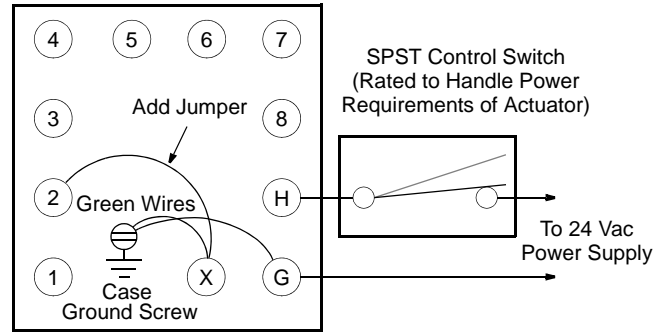 4 5 6 7
SPST Control Switch
(Rated to Handle Power
Requirements of Actuator)
3 Add Jumper 8
2 Green Wires H
To 24 Vac
Power Supply
1 X G
Case
Ground Screw